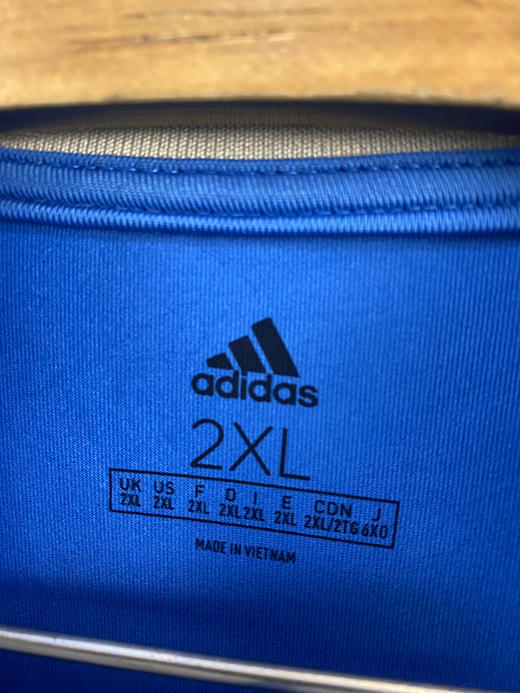 adidas
2XL
UK US F D I E CDN J
2XL 2XL 2XL 2XL 2XL 2XL 2XL/2TG 6XO
MADE IN VIETNAM